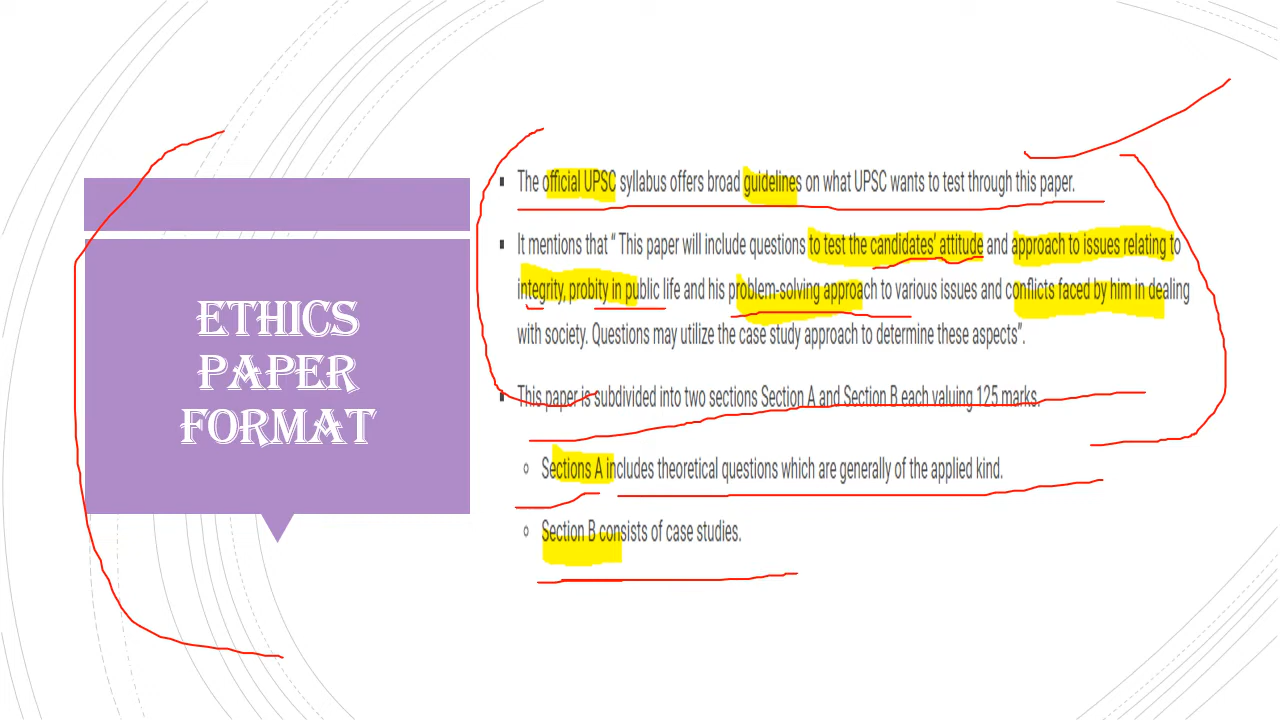 ETHICS
PAPER
FORMAT
▪ The official UPSC syllabus offers broad guidelines on what UPSC wants to test through this paper.
▪ It mentions that “ This paper will include questions to test the candidates’ attitude and approach to issues relating to
integrity, probity in public life and his problem-solving approach to various issues and conflicts faced by him in dealing
with society. Questions may utilize the case study approach to determine these aspects”.
▪ This paper is subdivided into two sections Section A and Section B each valuing 125 marks.
○ Sections A includes theoretical questions which are generally of the applied kind.
○ Section B consists of case studies.